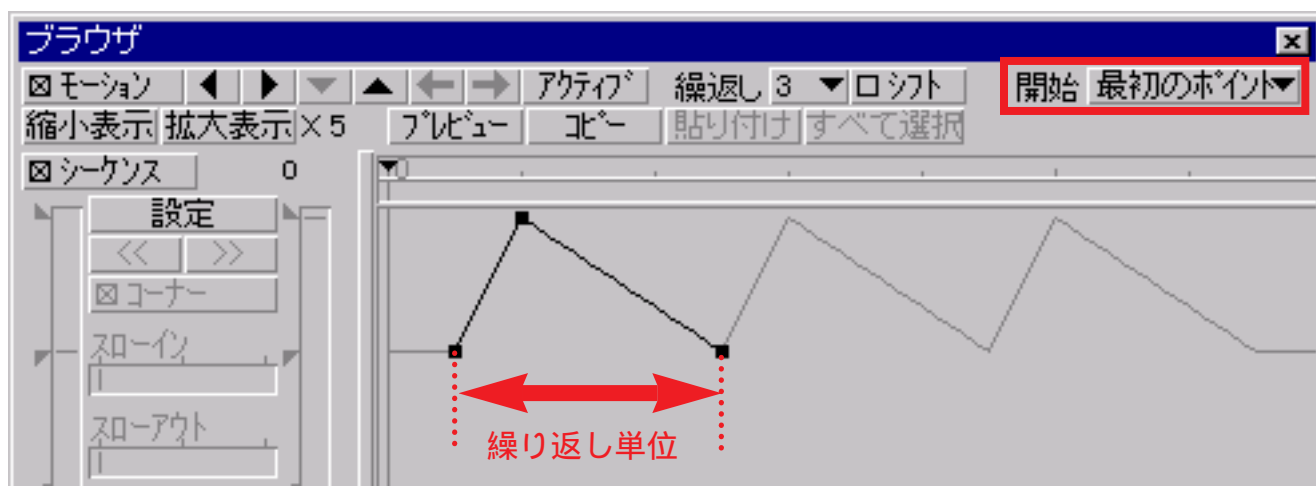 ブラウザ
モーション アクティブ 繰返し 3 シフト 開始 最初のポイント
縮小表示 拡大表示 ×5 プレビュー コピー 貼り付け すべて選択
シーケンス 0 0
設定
<< >>
コーナー
スローイン
スローアウト
繰り返し単位